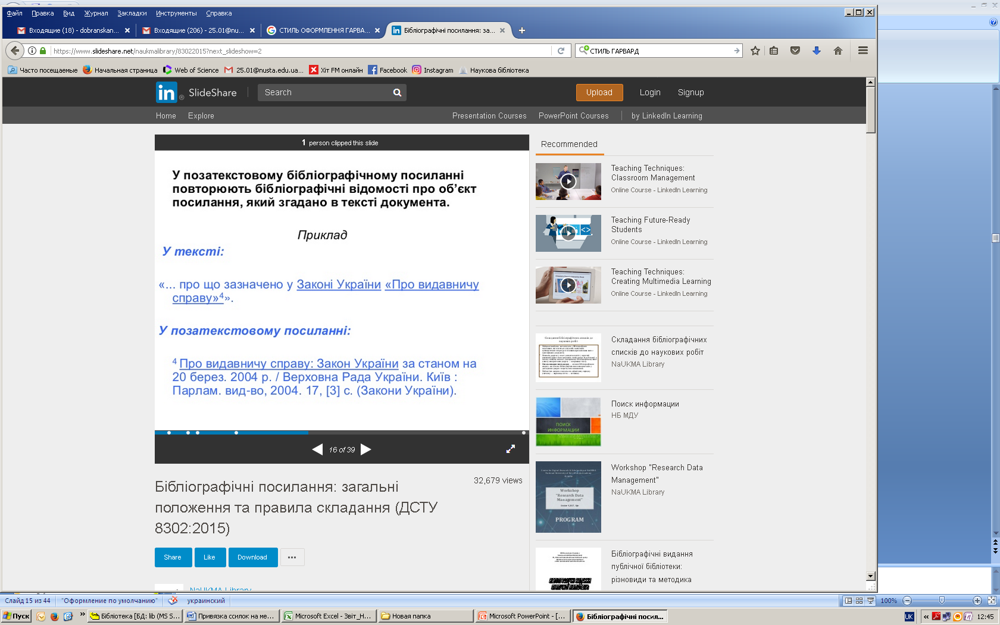 Файл Правка Вид Журнал Закладки Инструменты Справка
Входящие (18) - dobranskan...
Входящие (206) - 25.01@nu...
СТИЛЬ ОФОРМЛЕННЯ ГАРВА...
Бібліографічні посилання: за...
https://www.slideshare.net/naukmalibrary/83022015?next_slideshow=2
СТИЛЬ ГАРВАРД
Часто посещаемые Начальная страница Web of Science 25.01@nusta.edu.ua... Хіт FM онлайн Facebook Instagram Наукова бібліотека
in SlideShare Search Upload Login Signup
Home Explore Presentation Courses PowerPoint Courses by LinkedIn Learning
1 person clipped this slide
У позатекстовому бібліографічному посиланні
повторюють бібліографічні відомості про об’єкт
посилання, який згадано в тексті документа.
Приклад
У тексті:
«... про що зазначено у Законі України «Про видавничу
справу»⁴».
У позатекстовому посиланні:
⁴ Про видавничу справу: Закон України за станом на
20 берез. 2004 р. / Верховна Рада України. Київ :
Парлам. вид-во, 2004. 17, [3] с. (Закони України).
16 of 39
Бібліографічні посилання: загальні
положення та правила складання (ДСТУ
8302:2015)
32,679 views
Share Like Download ...
NaUKMA Library
Recommended
Teaching Techniques:
Classroom Management
Online Course - LinkedIn Learning
Teaching Future-Ready
Students
Online Course - LinkedIn Learning
Teaching Techniques:
Creating Multimedia Learning
Online Course - LinkedIn Learning
Складання бібліографічних
списків до наукових робіт
NaUKMA Library
ПОИСК
ИНФОРМАЦИИ
Поиск информации
НБ МДУ
Workshop
"Research Data
Management"
PROGRAM
Workshop "Research Data
Management"
NaUKMA Library
Бібліографічні видання
публічної бібліотеки:
різновиди та методика
Слайд 15 из 44 "Оформление по умолчанию" украинский 100%
Пуск Бібліотека [БД: lib (MS S... Привязка ссилок на ме... Microsoft Excel - Звіт_Н... Новая папка Microsoft PowerPoint - [... Бібліографічні посил... UK 12:45